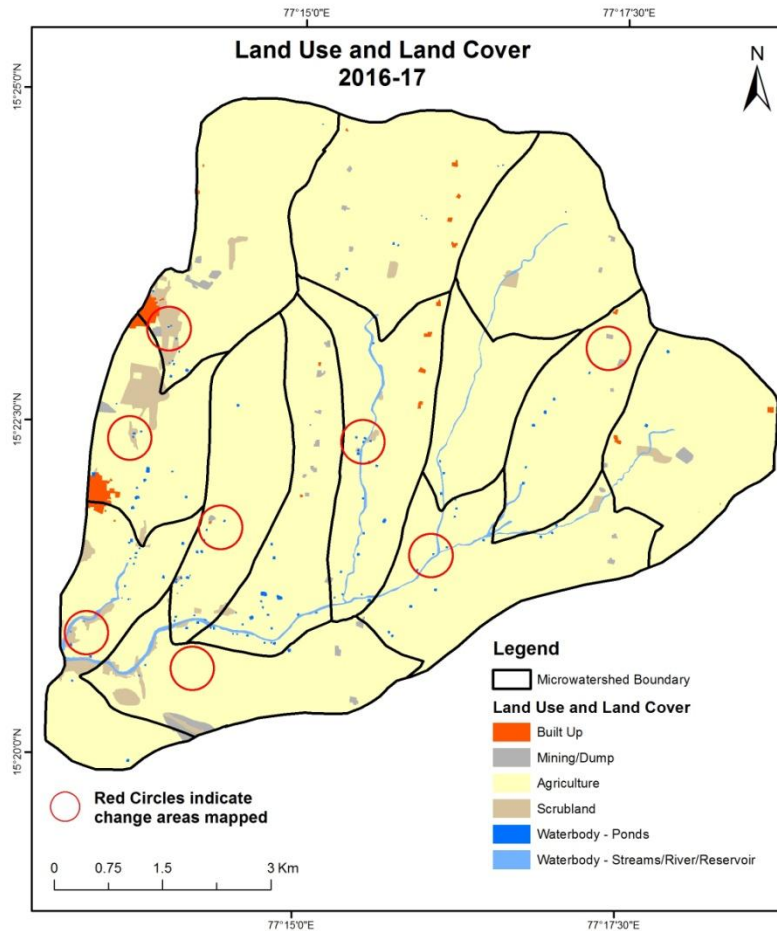 77°15'0"E
77°17'30"E
Land Use and Land Cover
2016-17
N
15°25'0"N
15°22'30"N
15°20'0"N
Legend
Microwatershed Boundary
Land Use and Land Cover
Built Up
Mining/Dump
Agriculture
Scrubland
Waterbody - Ponds
Waterbody - Streams/River/Reservoir
Red Circles indicate
change areas mapped
0 0.75 1.5 3 Km
77°15'0"E
77°17'30"E